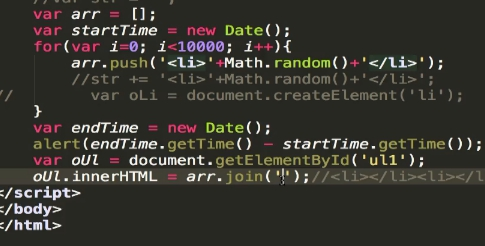 var arr = [];
var startTime = new Date();
for(var i=0; i<10000; i++){
arr.push('<li>'+Math.random()+'</li>');
//str += '<li>'+Math.random()+'</li>';
// var oLi = document.createElement('li');
}
var endTime = new Date();
alert(endTime.getTime() - startTime.getTime());
var oUl = document.getElementById('ul1');
oUl.innerHTML = arr.join('');//<li></li><li></l
</script>
</body>
</html>